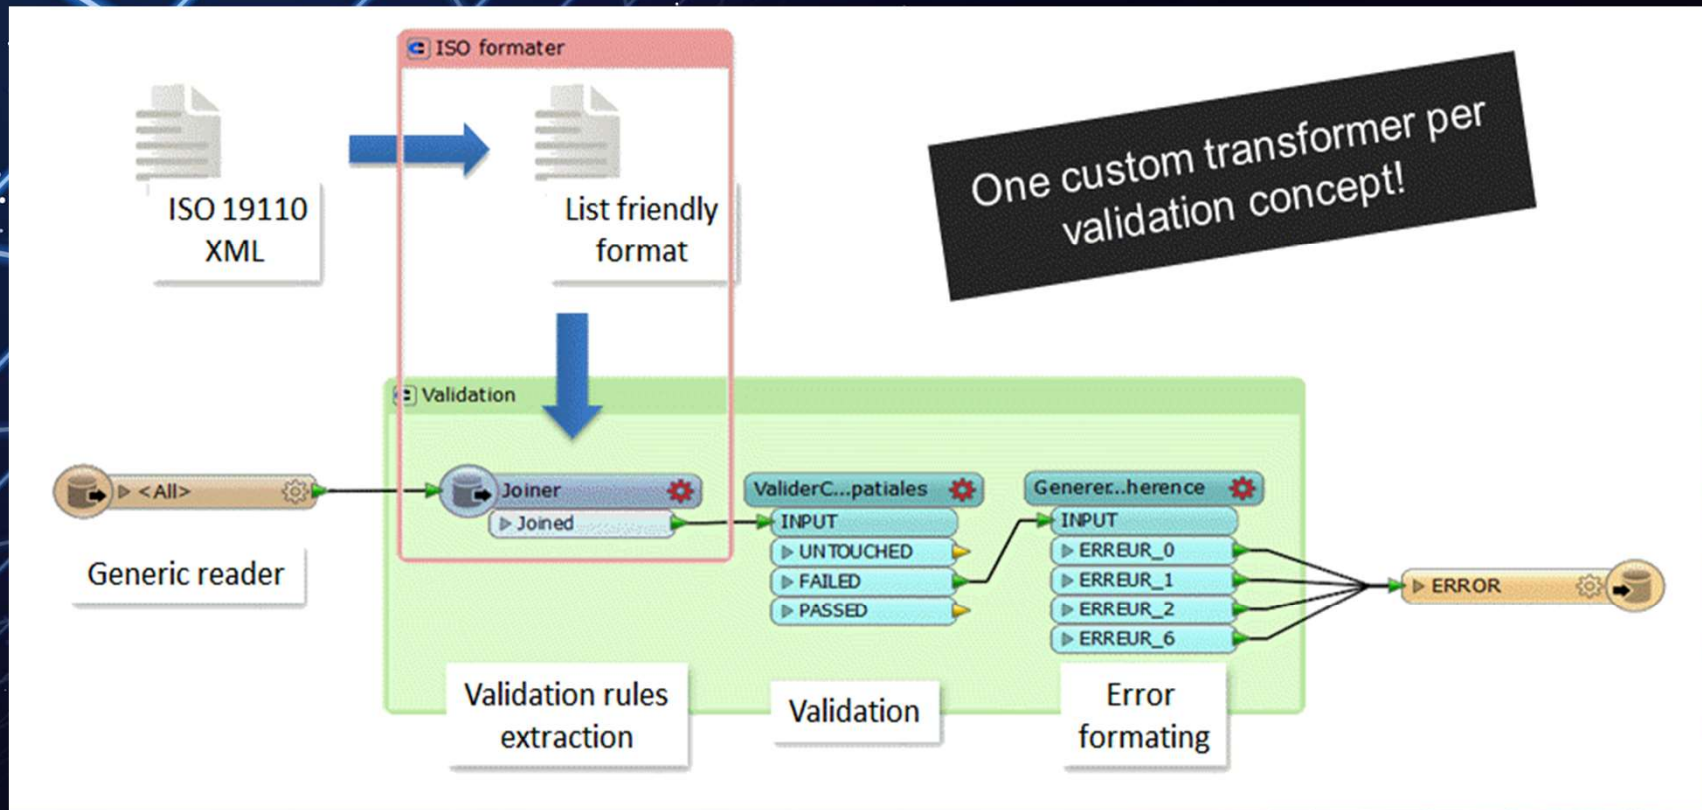 ISO formater
One custom transformer per
validation concept!
ISO 19110
XML
List friendly
format
Validation
<All>
Joiner
Joined
ValiderC...patiales
INPUT
UNTOUCHED
FAILED
PASSED
Generer...herence
INPUT
ERREUR_0
ERREUR_1
ERREUR_2
ERREUR_6
ERROR
Generic reader
Validation rules
extraction
Validation
Error
formating